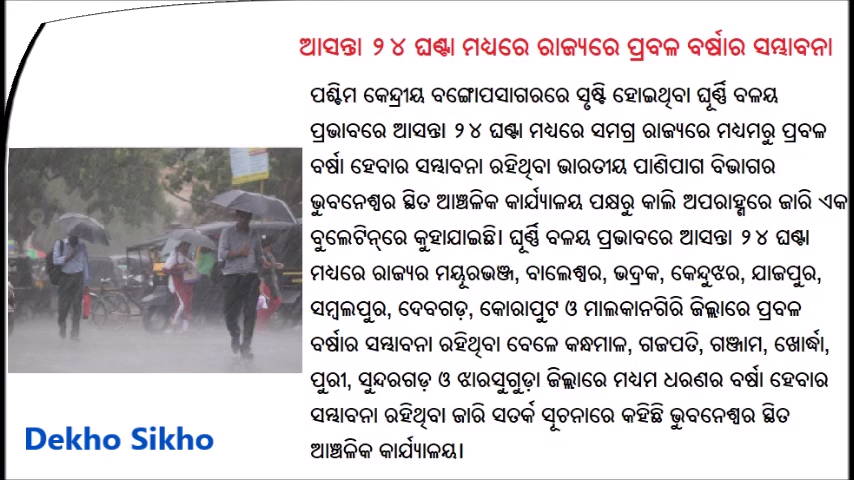 ଆସନ୍ତା ୨୪ ଘଣ୍ଟା ମଧ୍ୟରେ ରାଜ୍ୟରେ ପ୍ରବଳ ବର୍ଷାର ସମ୍ଭାବନା
ପଶ୍ଚିମ କେନ୍ଦ୍ରୀୟ ବଙ୍ଗୋପସାଗରରେ ସୃଷ୍ଟି ହୋଇଥିବା ଘୂର୍ଣ୍ଣି ବଳୟ
ପ୍ରଭାବରେ ଆସନ୍ତା ୨୪ ଘଣ୍ଟା ମଧ୍ୟରେ ସମଗ୍ର ରାଜ୍ୟରେ ମଧ୍ୟମରୁ ପ୍ରବଳ
ବର୍ଷା ହେବାର ସମ୍ଭାବନା ରହିଥିବା ଭାରତୀୟ ପାଣିପାଗ ବିଭାଗର
ଭୁବନେଶ୍ୱର ସ୍ଥିତ ଆଞ୍ଚଳିକ କାର୍ଯ୍ୟାଳୟ ପକ୍ଷରୁ କାଲି ଅପରାହ୍ଣରେ ଜାରି ଏକ
ବୁଲେଟିନ୍‌ରେ କୁହାଯାଇଛି। ଘୂର୍ଣ୍ଣି ବଳୟ ପ୍ରଭାବରେ ଆସନ୍ତା ୨୪ ଘଣ୍ଟା
ମଧ୍ୟରେ ରାଜ୍ୟର ମୟୂରଭଞ୍ଜ, ବାଲେଶ୍ୱର, ଭଦ୍ରକ, କେନ୍ଦୁଝର, ଯାଜପୁର,
ସମ୍ବଲପୁର, ଦେବଗଡ଼, କୋରାପୁଟ ଓ ମାଲକାନଗିରି ଜିଲ୍ଲାରେ ପ୍ରବଳ
ବର୍ଷାର ସମ୍ଭାବନା ରହିଥିବା ବେଳେ କନ୍ଧମାଳ, ଗଜପତି, ଗଞ୍ଜାମ, ଖୋର୍ଦ୍ଧା,
ପୁରୀ, ସୁନ୍ଦରଗଡ଼ ଓ ଝାରସୁଗୁଡ଼ା ଜିଲ୍ଲାରେ ମଧ୍ୟମ ଧରଣର ବର୍ଷା ହେବାର
ସମ୍ଭାବନା ରହିଥିବା ଜାରି ସତର୍କ ସୂଚନାରେ କହିଛି ଭୁବନେଶ୍ୱର ସ୍ଥିତ
ଆଞ୍ଚଳିକ କାର୍ଯ୍ୟାଳୟ।
Dekho Sikho